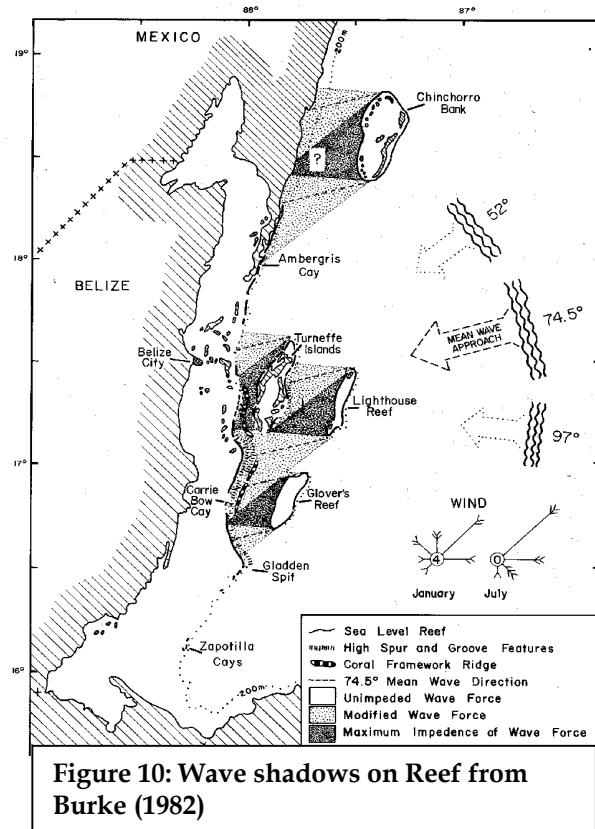 88°
87°
MEXICO
200m
19°
Chinchorro
Bank
?
52°
18°
Ambergris
Cay
BELIZE
74.5°
MEAN WAVE
APPROACH
Turneffe
Islands
Belize
City
Lighthouse
Reef
97°
17°
Carrie
Bow
Cay
Glover's
Reef
WIND
4
0
January
July
Gladden
Spit
Zapotilla
Cays
16°
200m
Sea Level Reef
High Spur and Groove Features
Coral Framework Ridge
74.5° Mean Wave Direction
Unimpeded Wave Force
Modified Wave Force
Maximum Impedence of Wave Force
Figure 10: Wave shadows on Reef from
Burke (1982)